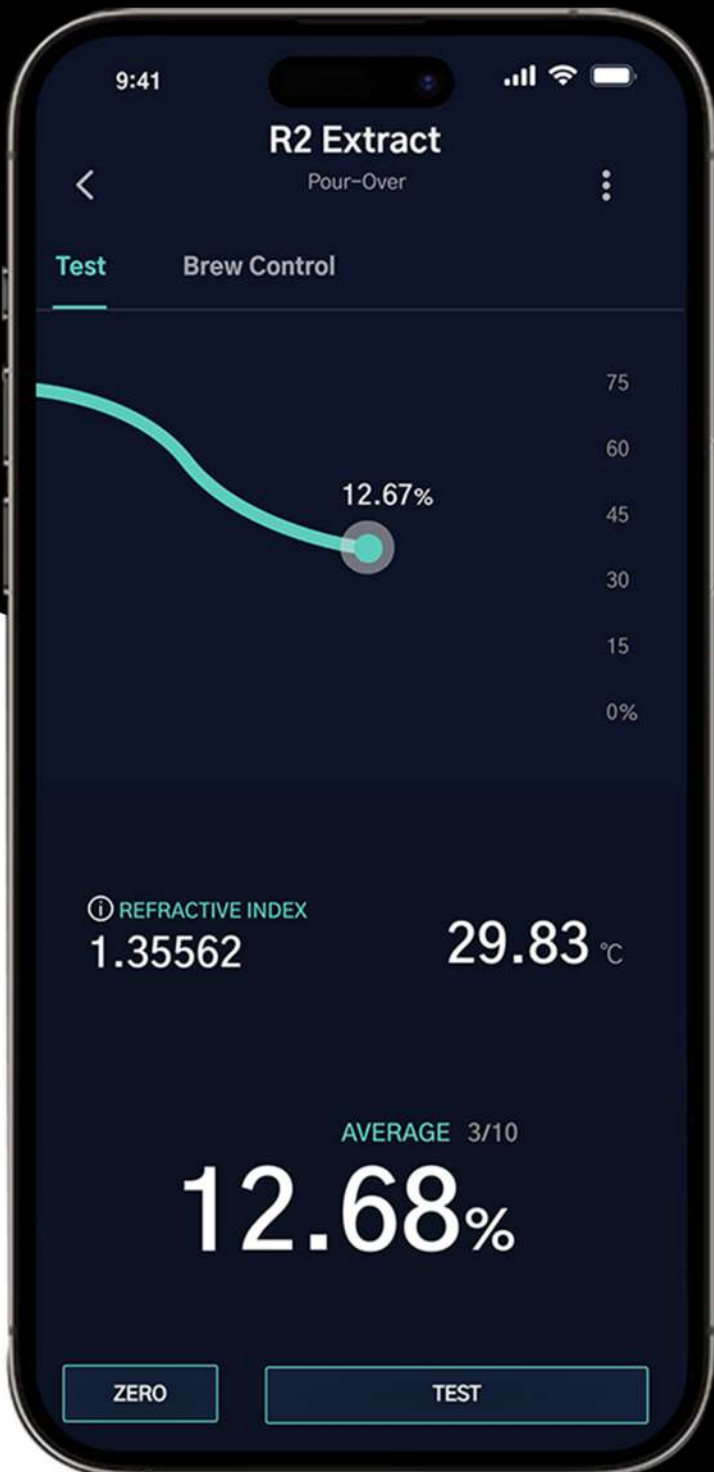 9:41
R2 Extract
Pour-Over
Test Brew Control
75
60
12.67%
45
30
15
0%
REFRACTIVE INDEX
1.35562 29.83 °C
AVERAGE 3/10
12.68%
ZERO TEST